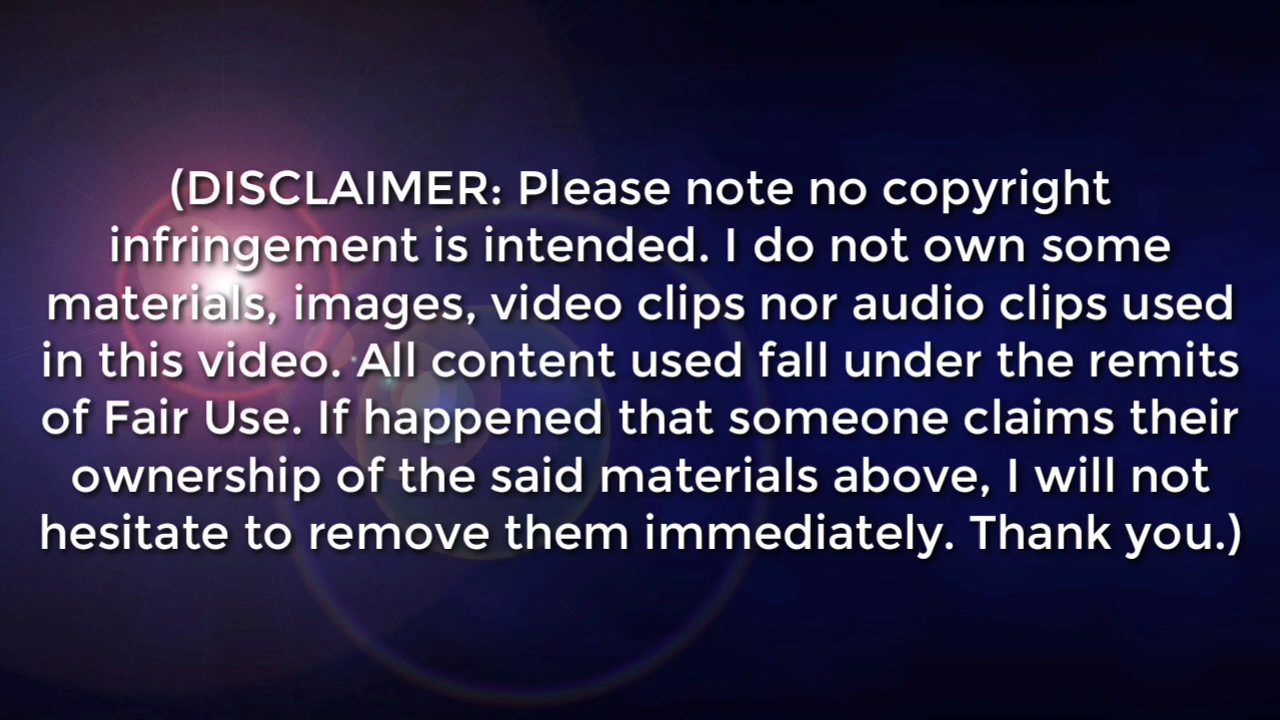 (DISCLAIMER: Please note no copyright
infringement is intended. I do not own some
materials, images, video clips nor audio clips used
in this video. All content used fall under the remits
of Fair Use. If happened that someone claims their
ownership of the said materials above, I will not
hesitate to remove them immediately. Thank you.)